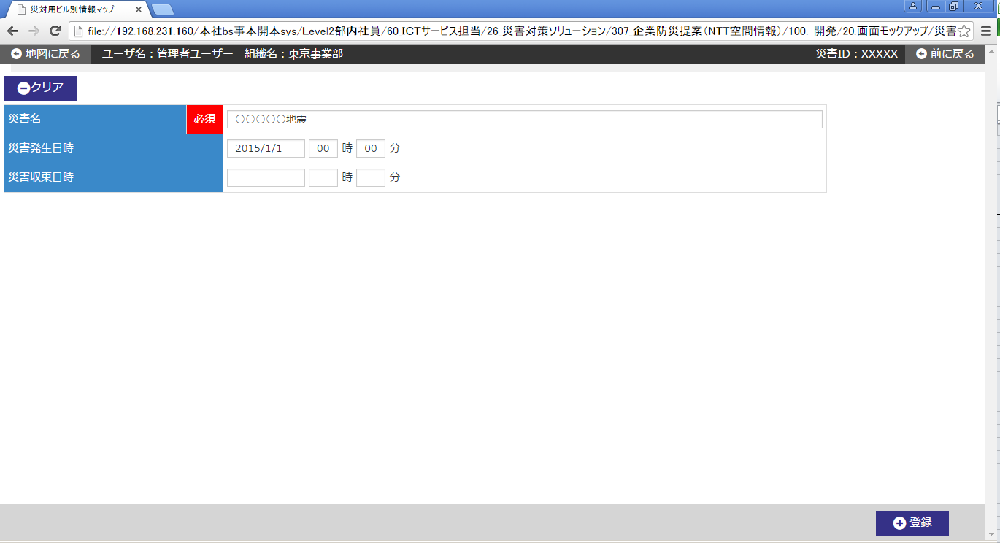 災対用ビル別情報マップ
file://192.168.231.160/本社bs事本開本sys/Level2部内社員/60_ICTサービス担当/26_災害対策ソリューション/307_企業防災提案(NTT空間情報)/100. 開発/20.画面モックアップ/災害
地図に戻る ユーザ名：管理者ユーザー 組織名：東京事業部 災害ID：XXXXX 前に戻る
クリア
災害名 必須 ○○○○○地震
災害発生日時 2015/1/1 00 時 00 分
災害収束日時 時 分
登録